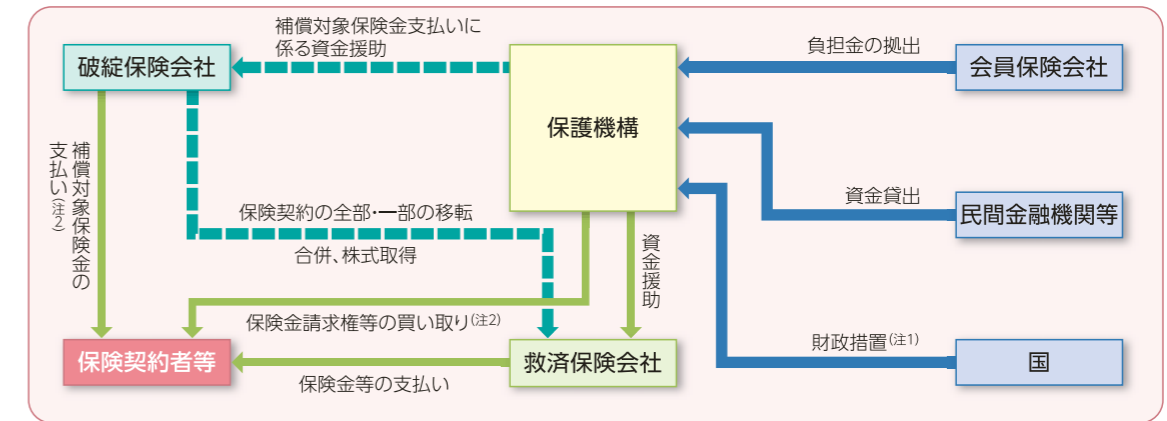 補償対象保険金支払いに
係る資金援助
負担金の拠出
破綻保険会社
保護機構
会員保険会社
補償対象保険金の
支払い(注2)
資金貸出
民間金融機関等
保険契約の全部・一部の移転
合併、株式取得
資金援助
保険金請求権等の買い取り(注2)
財政措置(注1)
保険契約者等
救済保険会社
国
保険金等の支払い